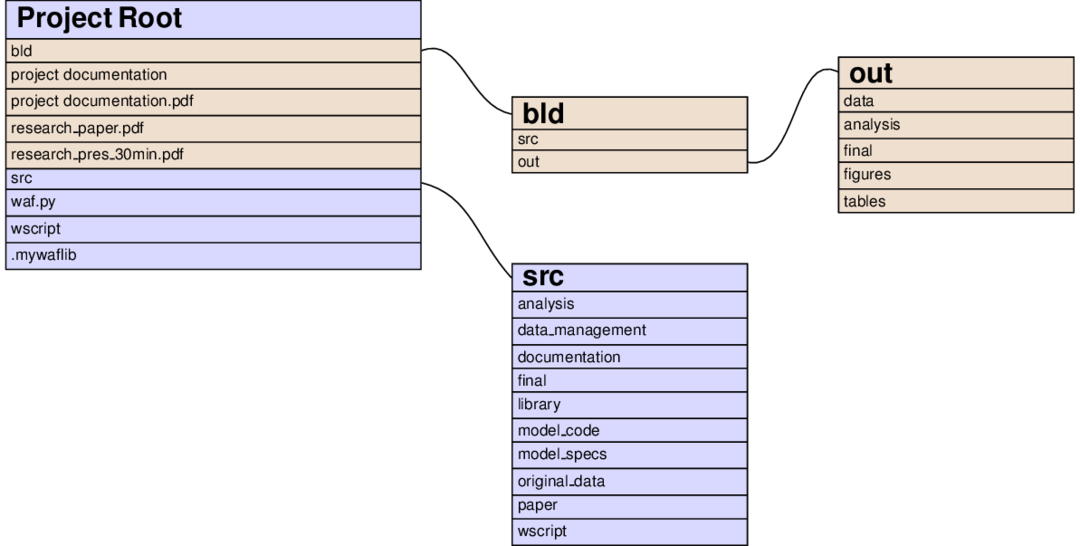 Project Root
bld
project documentation
project documentation.pdf
research_paper.pdf
research_pres_30min.pdf
src
waf.py
wscript
.mywaflib
bld
src
out
out
data
analysis
final
figures
tables
src
analysis
data_management
documentation
final
library
model_code
model_specs
original_data
paper
wscript